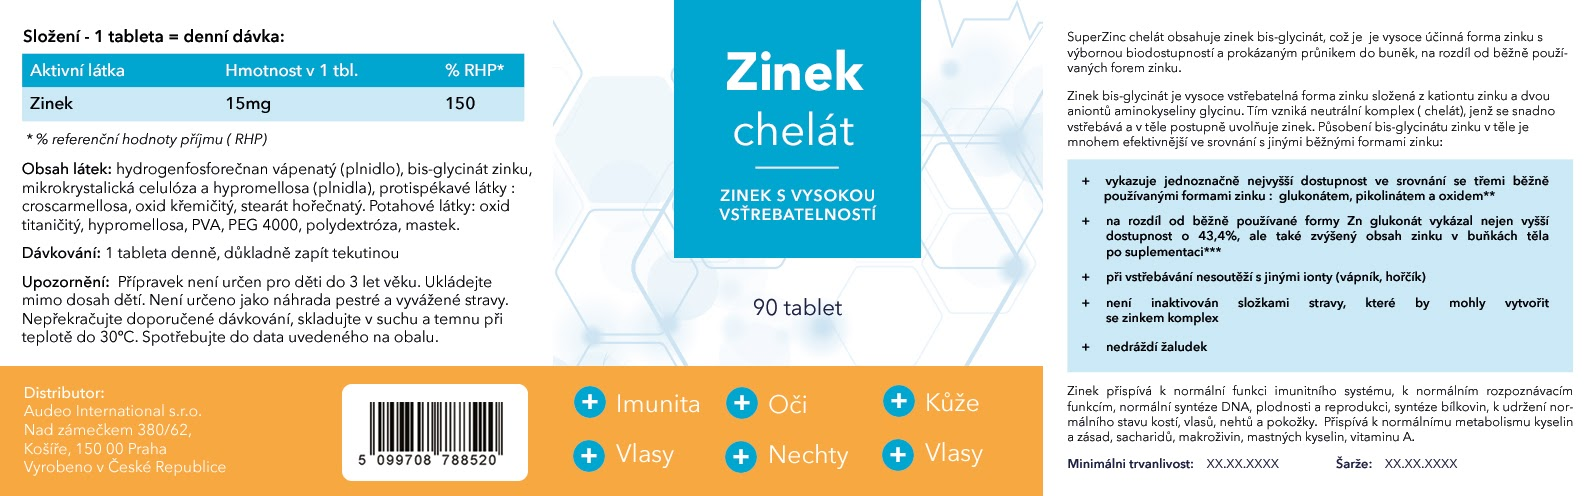 Složení - 1 tableta = denní dávka:
Aktivní látka Hmotnost v 1 tbl. % RHP*
Zinek 15mg 150
* % referenční hodnoty příjmu ( RHP)
Obsah látek: hydrogenfosforečnan vápenatý (plnidlo), bis-glycinát zinku,
mikrokrystalická celulóza a hypromellosa (plnidla), protispékavé látky :
croscarmellosa, oxid křemičitý, stearát hořečnatý. Potahové látky: oxid
titaničitý, hypromellosa, PVA, PEG 4000, polydextróza, mastek.
Dávkování: 1 tableta denně, důkladně zapít tekutinou
Upozornění: Přípravek není určen pro děti do 3 let věku. Ukládejte
mimo dosah dětí. Není určeno jako náhrada pestré a vyvážené stravy.
Nepřekračujte doporučené dávkování, skladujte v suchu a temnu při
teplotě do 30ºC. Spotřebujte do data uvedeného na obalu.
Distributor:
Audeo International s.r.o.
Nad zámečkem 380/62,
Košíře, 150 00 Praha
Vyrobeno v České Republice
5 099708 788520
Zinek
chelát
ZINEK S VYSOKOU
VSTŘEBATELNOSTÍ
90 tablet
+ Imunita + Oči + Kůže
+ Vlasy + Nechty + Vlasy
SuperZinc chelát obsahuje zinek bis-glycinát, což je je vysoce účinná forma zinku s
výbornou biodostupností a prokázaným průnikem do buněk, na rozdíl od běžně použí-
vaných forem zinku.
Zinek bis-glycinát je vysoce vstřebatelná forma zinku složená z kationtu zinku a dvou
aniontů aminokyseliny glycinu. Tím vzniká neutrální komplex ( chelát), jenž se snadno
vstřebává a v těle postupně uvolňuje zinek. Působení bis-glycinátu zinku v těle je
mnohem efektivnější ve srovnání s jinými běžnými formami zinku:
+ vykazuje jednoznačně nejvyšší dostupnost ve srovnání se třemi běžně
používanými formami zinku : glukonátem, pikolinátem a oxidem**
+ na rozdíl od běžně používané formy Zn glukonát vykázal nejen vyšší
dostupnost o 43,4%, ale také zvýšený obsah zinku v buňkách těla
po suplementaci***
+ při vstřebávání nesoutěží s jinými ionty (vápník, hořčík)
+ není inaktivován složkami stravy, které by mohly vytvořit
se zinkem komplex
+ nedráždí žaludek
Zinek přispívá k normální funkci imunitního systému, k normálním rozpoznávacím
funkcím, normální syntéze DNA, plodnosti a reprodukci, syntéze bílkovin, k udržení nor-
málního stavu kostí, vlasů, nehtů a pokožky. Přispívá k normálnímu metabolismu kyselin
a zásad, sacharidů, makroživin, mastných kyselin, vitaminu A.
Minimálni trvanlivost: XX.XX.XXXX Šarže: XX.XX.XXXX